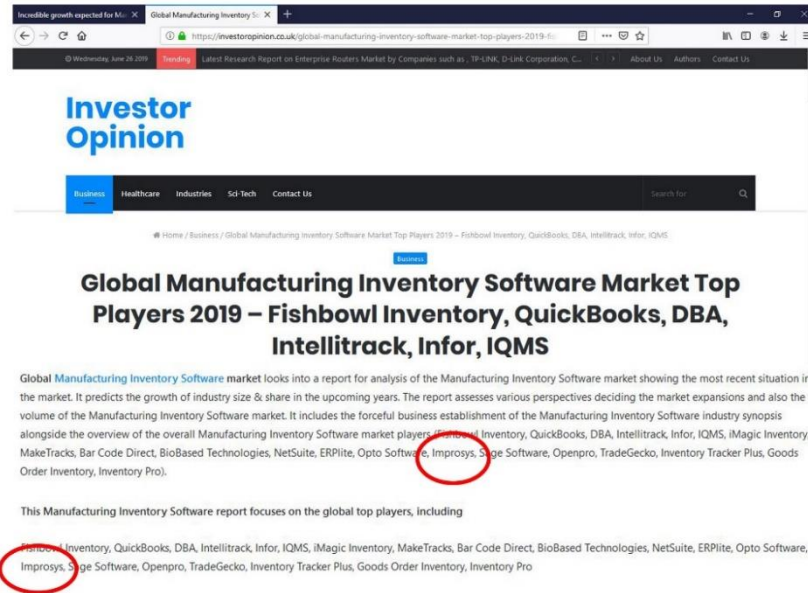 Incredible growth expected for Ma
Global Manufacturing Inventory So
https://investoropinion.co.uk/global-manufacturing-inventory-software-market-top-players-2019-fis
Wednesday, June 26 2019 Trending Latest Research Report on Enterprise Routers Market by Companies such as , TP-LINK, D-Link Corporation, C... About Us Authors Contact Us
Investor
Opinion
Business Healthcare Industries Sci-Tech Contact Us Search for
Home / Business / Global Manufacturing Inventory Software Market Top Players 2019 – Fishbowl Inventory, QuickBooks, DBA, Intellitrack, Infor, IQMS
Business
Global Manufacturing Inventory Software Market Top
Players 2019 – Fishbowl Inventory, QuickBooks, DBA,
Intellitrack, Infor, IQMS
Global Manufacturing Inventory Software market looks into a report for analysis of the Manufacturing Inventory Software market showing the most recent situation in
the market. It predicts the growth of industry size & share in the upcoming years. The report assesses various perspectives deciding the market expansions and also the
volume of the Manufacturing Inventory Software market. It includes the forceful business establishment of the Manufacturing Inventory Software industry synopsis
alongside the overview of the overall Manufacturing Inventory Software market players (Fishbowl Inventory, QuickBooks, DBA, Intellitrack, Infor, IQMS, iMagic Inventory,
MakeTracks, Bar Code Direct, BioBased Technologies, NetSuite, ERPlite, Opto Software, Improsys, Sage Software, Openpro, TradeGecko, Inventory Tracker Plus, Goods
Order Inventory, Inventory Pro).
This Manufacturing Inventory Software report focuses on the global top players, including
Fishbowl Inventory, QuickBooks, DBA, Intellitrack, Infor, IQMS, iMagic Inventory, MakeTracks, Bar Code Direct, BioBased Technologies, NetSuite, ERPlite, Opto Software,
Improsys, Sage Software, Openpro, TradeGecko, Inventory Tracker Plus, Goods Order Inventory, Inventory Pro